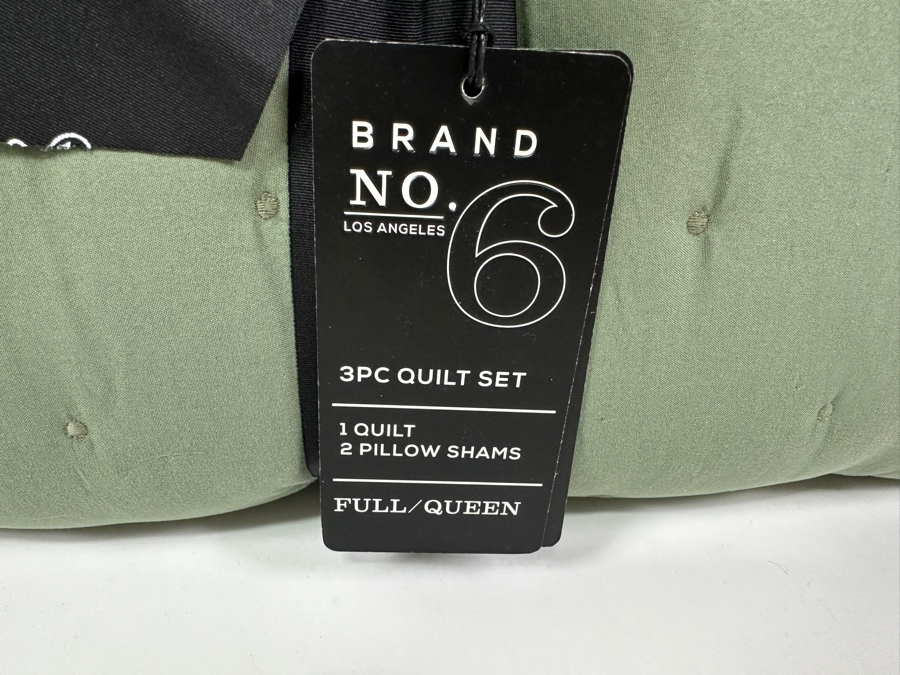 BRAND
NO. 6
LOS ANGELES
3PC QUILT SET
1 QUILT
2 PILLOW SHAMS
FULL/QUEEN